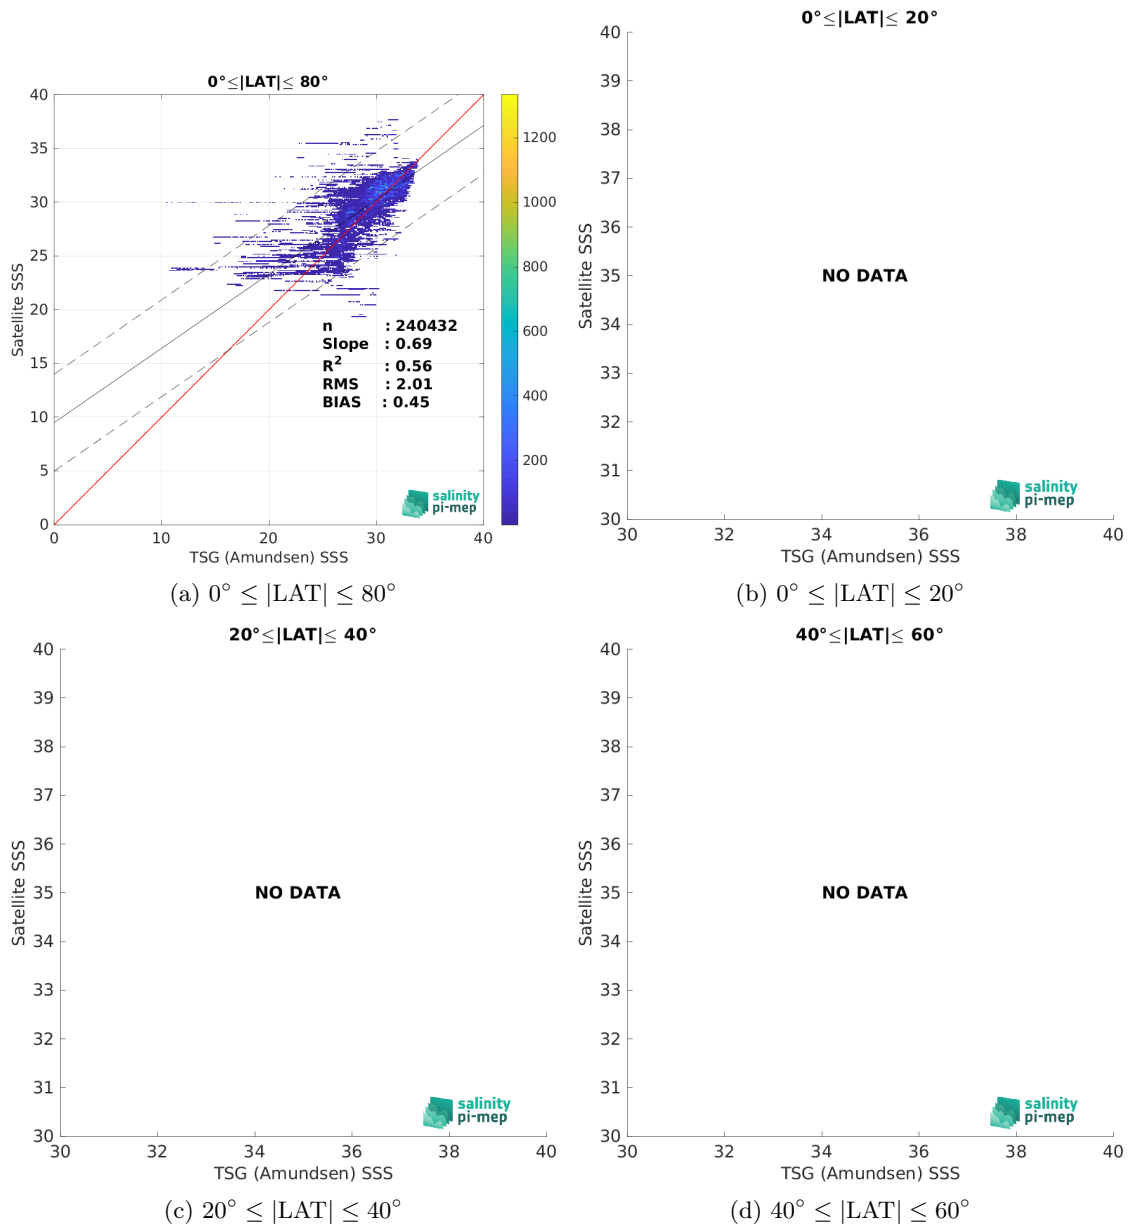 0°≤|LAT|≤ 80°
40
35
30
25
20
15
10
5
0
Satellite SSS
0
10
20
30
40
TSG (Amundsen) SSS
1200
1000
800
600
400
200
n : 240432
Slope : 0.69
R² : 0.56
RMS : 2.01
BIAS : 0.45
salinity
pi-mep
(a) 0° ≤ |LAT| ≤ 80°
0°≤|LAT|≤ 20°
40
39
38
37
36
35
34
33
32
31
30
Satellite SSS
NO DATA
30
32
34
36
38
40
TSG (Amundsen) SSS
salinity
pi-mep
(b) 0° ≤ |LAT| ≤ 20°
20°≤|LAT|≤ 40°
40
39
38
37
36
35
34
33
32
31
30
Satellite SSS
NO DATA
30
32
34
36
38
40
TSG (Amundsen) SSS
salinity
pi-mep
(c) 20° ≤ |LAT| ≤ 40°
40°≤|LAT|≤ 60°
40
39
38
37
36
35
34
33
32
31
30
Satellite SSS
NO DATA
30
32
34
36
38
40
TSG (Amundsen) SSS
salinity
pi-mep
(d) 40° ≤ |LAT| ≤ 60°